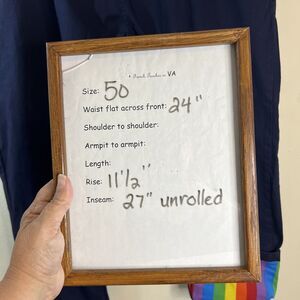 VA
Size: 50
Waist flat across front: 24"
Shoulder to shoulder:
Armpit to armpit:
Length:
Rise: 11 1/2"
Inseam: 27" unrolled